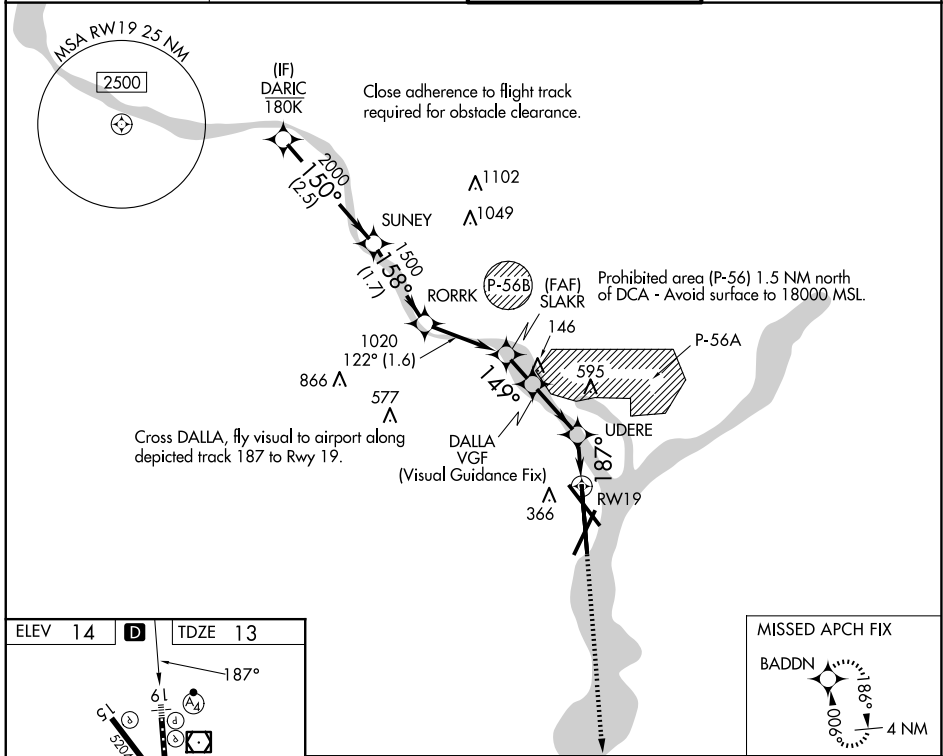 MSA RW19 25 NM
2500
(IF)
DARIC
180K
Close adherence to flight track
required for obstacle clearance.
2000
150°
(2.5)
1102
1049
SUNEY
1500
158°
(1.7)
RORRK
P-56B
(FAF)
SLAKR
146
Prohibited area (P-56) 1.5 NM north
of DCA - Avoid surface to 18000 MSL.
P-56A
1020
122° (1.6)
866
577
149°
595
Cross DALLA, fly visual to airport along
depicted track 187 to Rwy 19.
DALLA
VGF
(Visual Guidance Fix)
UDERE
187°
RW19
366
ELEV 14
D
TDZE 13
187°
19
A4
15
P
P
520
MISSED APCH FIX
BADDN
186°
006°
4 NM